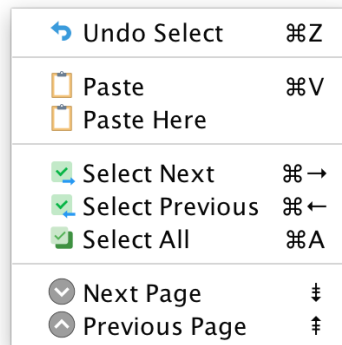 Undo Select ⌘Z
Paste ⌘V
Paste Here
Select Next ⌘→
Select Previous ⌘←
Select All ⌘A
Next Page ⇟
Previous Page ⇞